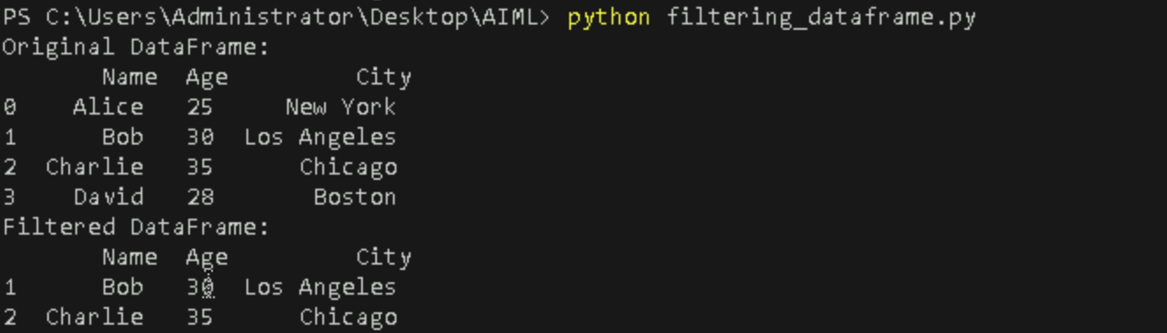 PS C:\Users\Administrator\Desktop\AIML> python filtering_dataframe.py
Original DataFrame:
       Name  Age         City
0     Alice   25     New York
1       Bob   30  Los Angeles
2   Charlie   35      Chicago
3     David   28       Boston
Filtered DataFrame:
       Name  Age         City
1       Bob   30  Los Angeles
2   Charlie   35      Chicago